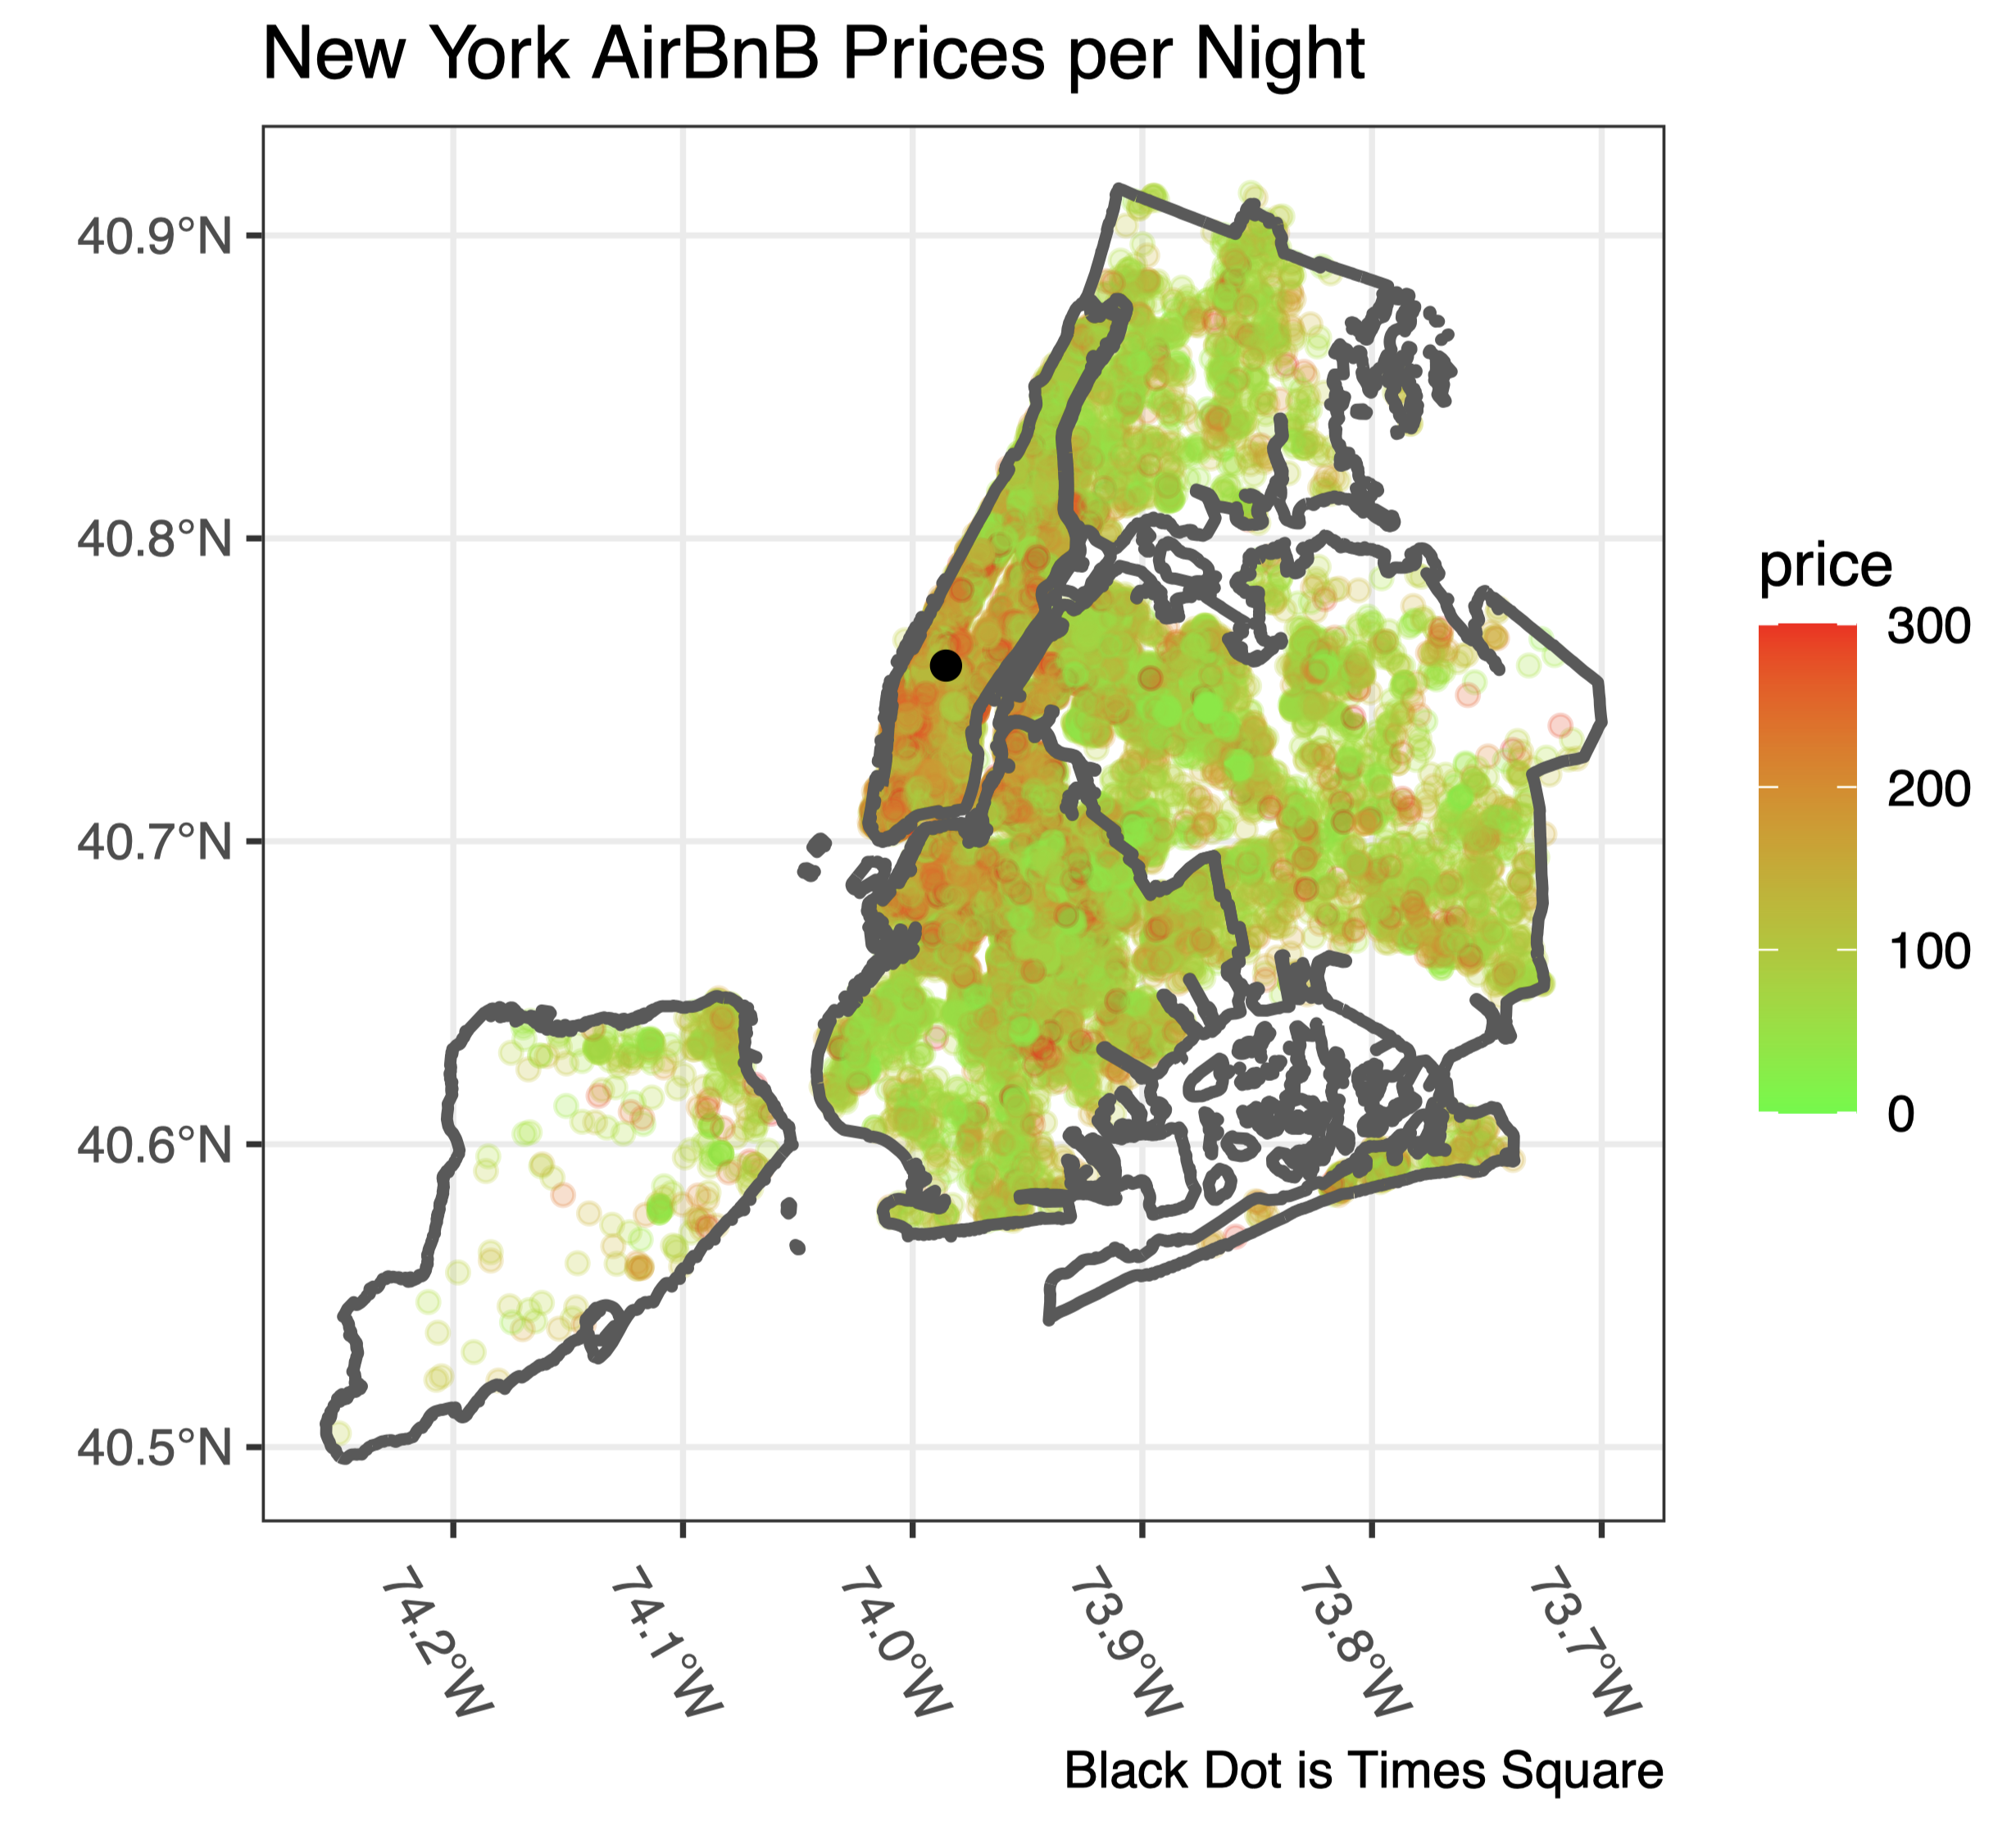 New York AirBnB Prices per Night
40.9°N
40.8°N
40.7°N
40.6°N
40.5°N
74.2°W
74.1°W
74.0°W
73.9°W
73.8°W
73.7°W
price
300
200
100
0
Black Dot is Times Square